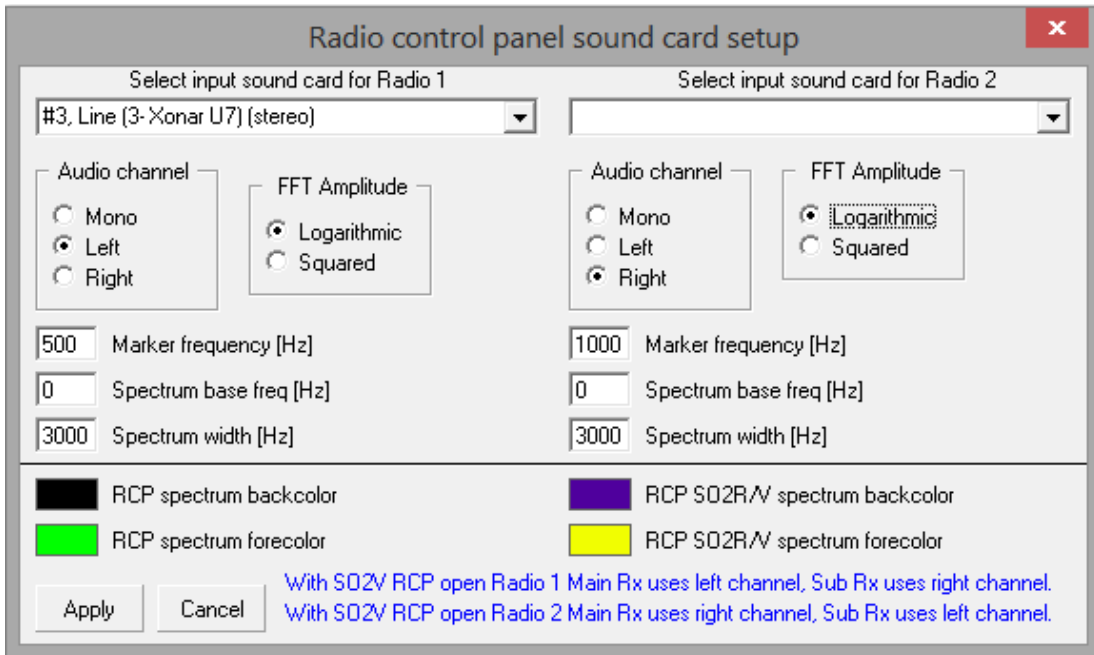 Radio control panel sound card setup
x
Select input sound card for Radio 1
#3, Line (3- Xonar U7) (stereo)
Audio channel
Mono
Left
Right
FFT Amplitude
Logarithmic
Squared
500 Marker frequency [Hz]
0 Spectrum base freq [Hz]
3000 Spectrum width [Hz]
Select input sound card for Radio 2
Audio channel
Mono
Left
Right
FFT Amplitude
Logarithmic
Squared
1000 Marker frequency [Hz]
0 Spectrum base freq [Hz]
3000 Spectrum width [Hz]
RCP spectrum backcolor
RCP spectrum forecolor
RCP SO2R/V spectrum backcolor
RCP SO2R/V spectrum forecolor
Apply
Cancel
With SO2V RCP open Radio 1 Main Rx uses left channel, Sub Rx uses right channel.
With SO2V RCP open Radio 2 Main Rx uses right channel, Sub Rx uses left channel.